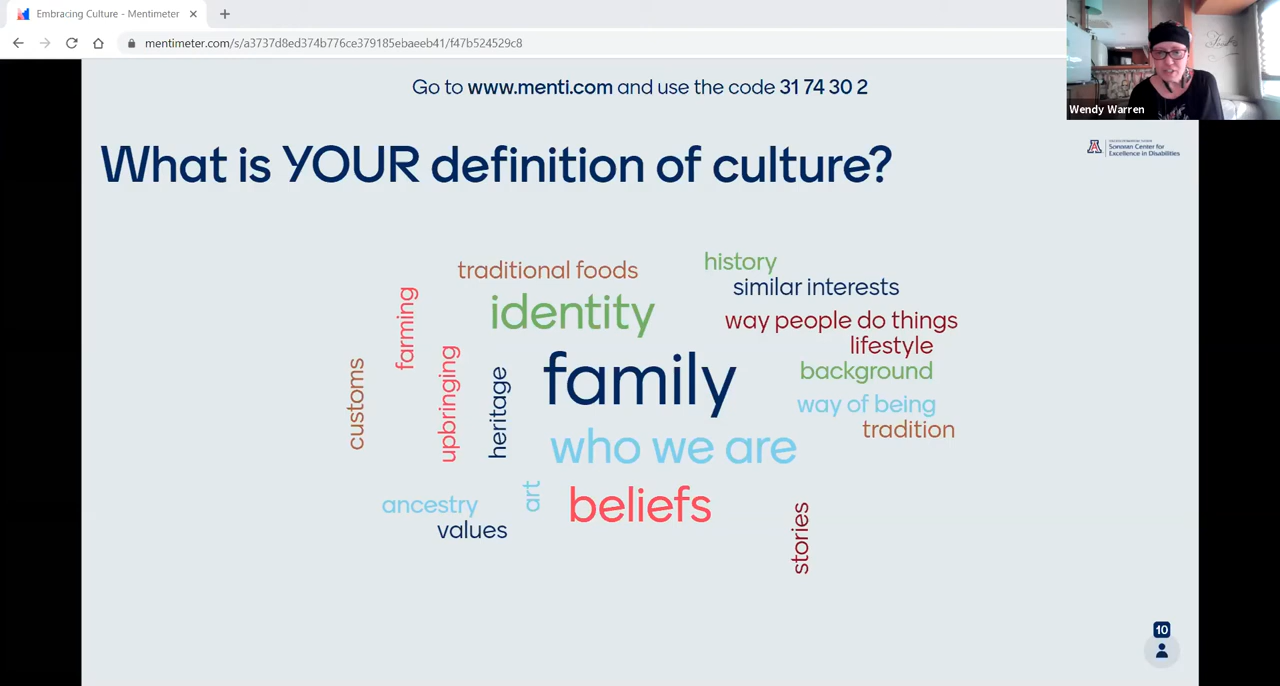 Embracing Culture - Mentimeter
mentimeter.com/s/a3737d8ed374b776ce379185ebaeeb41/f47b524529c8
Wendy Warren
Go to www.menti.com and use the code 31 74 30 2
What is YOUR definition of culture?
Sonoran Center for
Excellence in Disabilities
traditional foods
history
similar interests
identity
farming
way people do things
lifestyle
family
background
customs
upbringing
heritage
way of being
tradition
who we are
ancestry
art
beliefs
values
stories
10